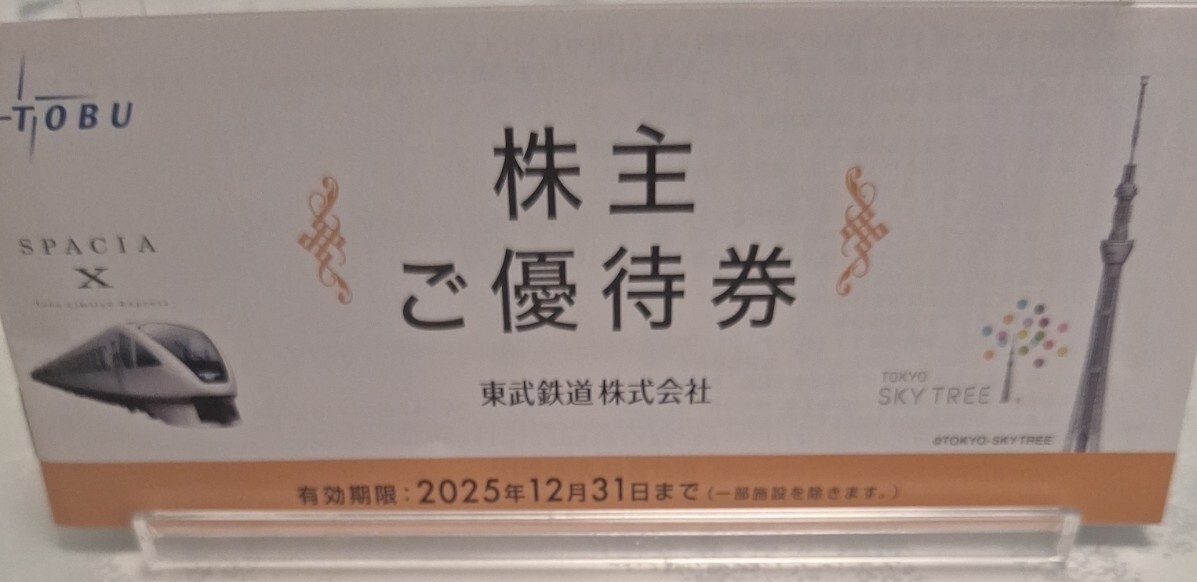 TOBU
株主
ご優待券
SPACIA
X
東武鉄道株式会社
TOKYO
SKYTREE
©TOKYO-SKYTREE
有効期限：2025年12月31日まで（一部施設を除きます。）